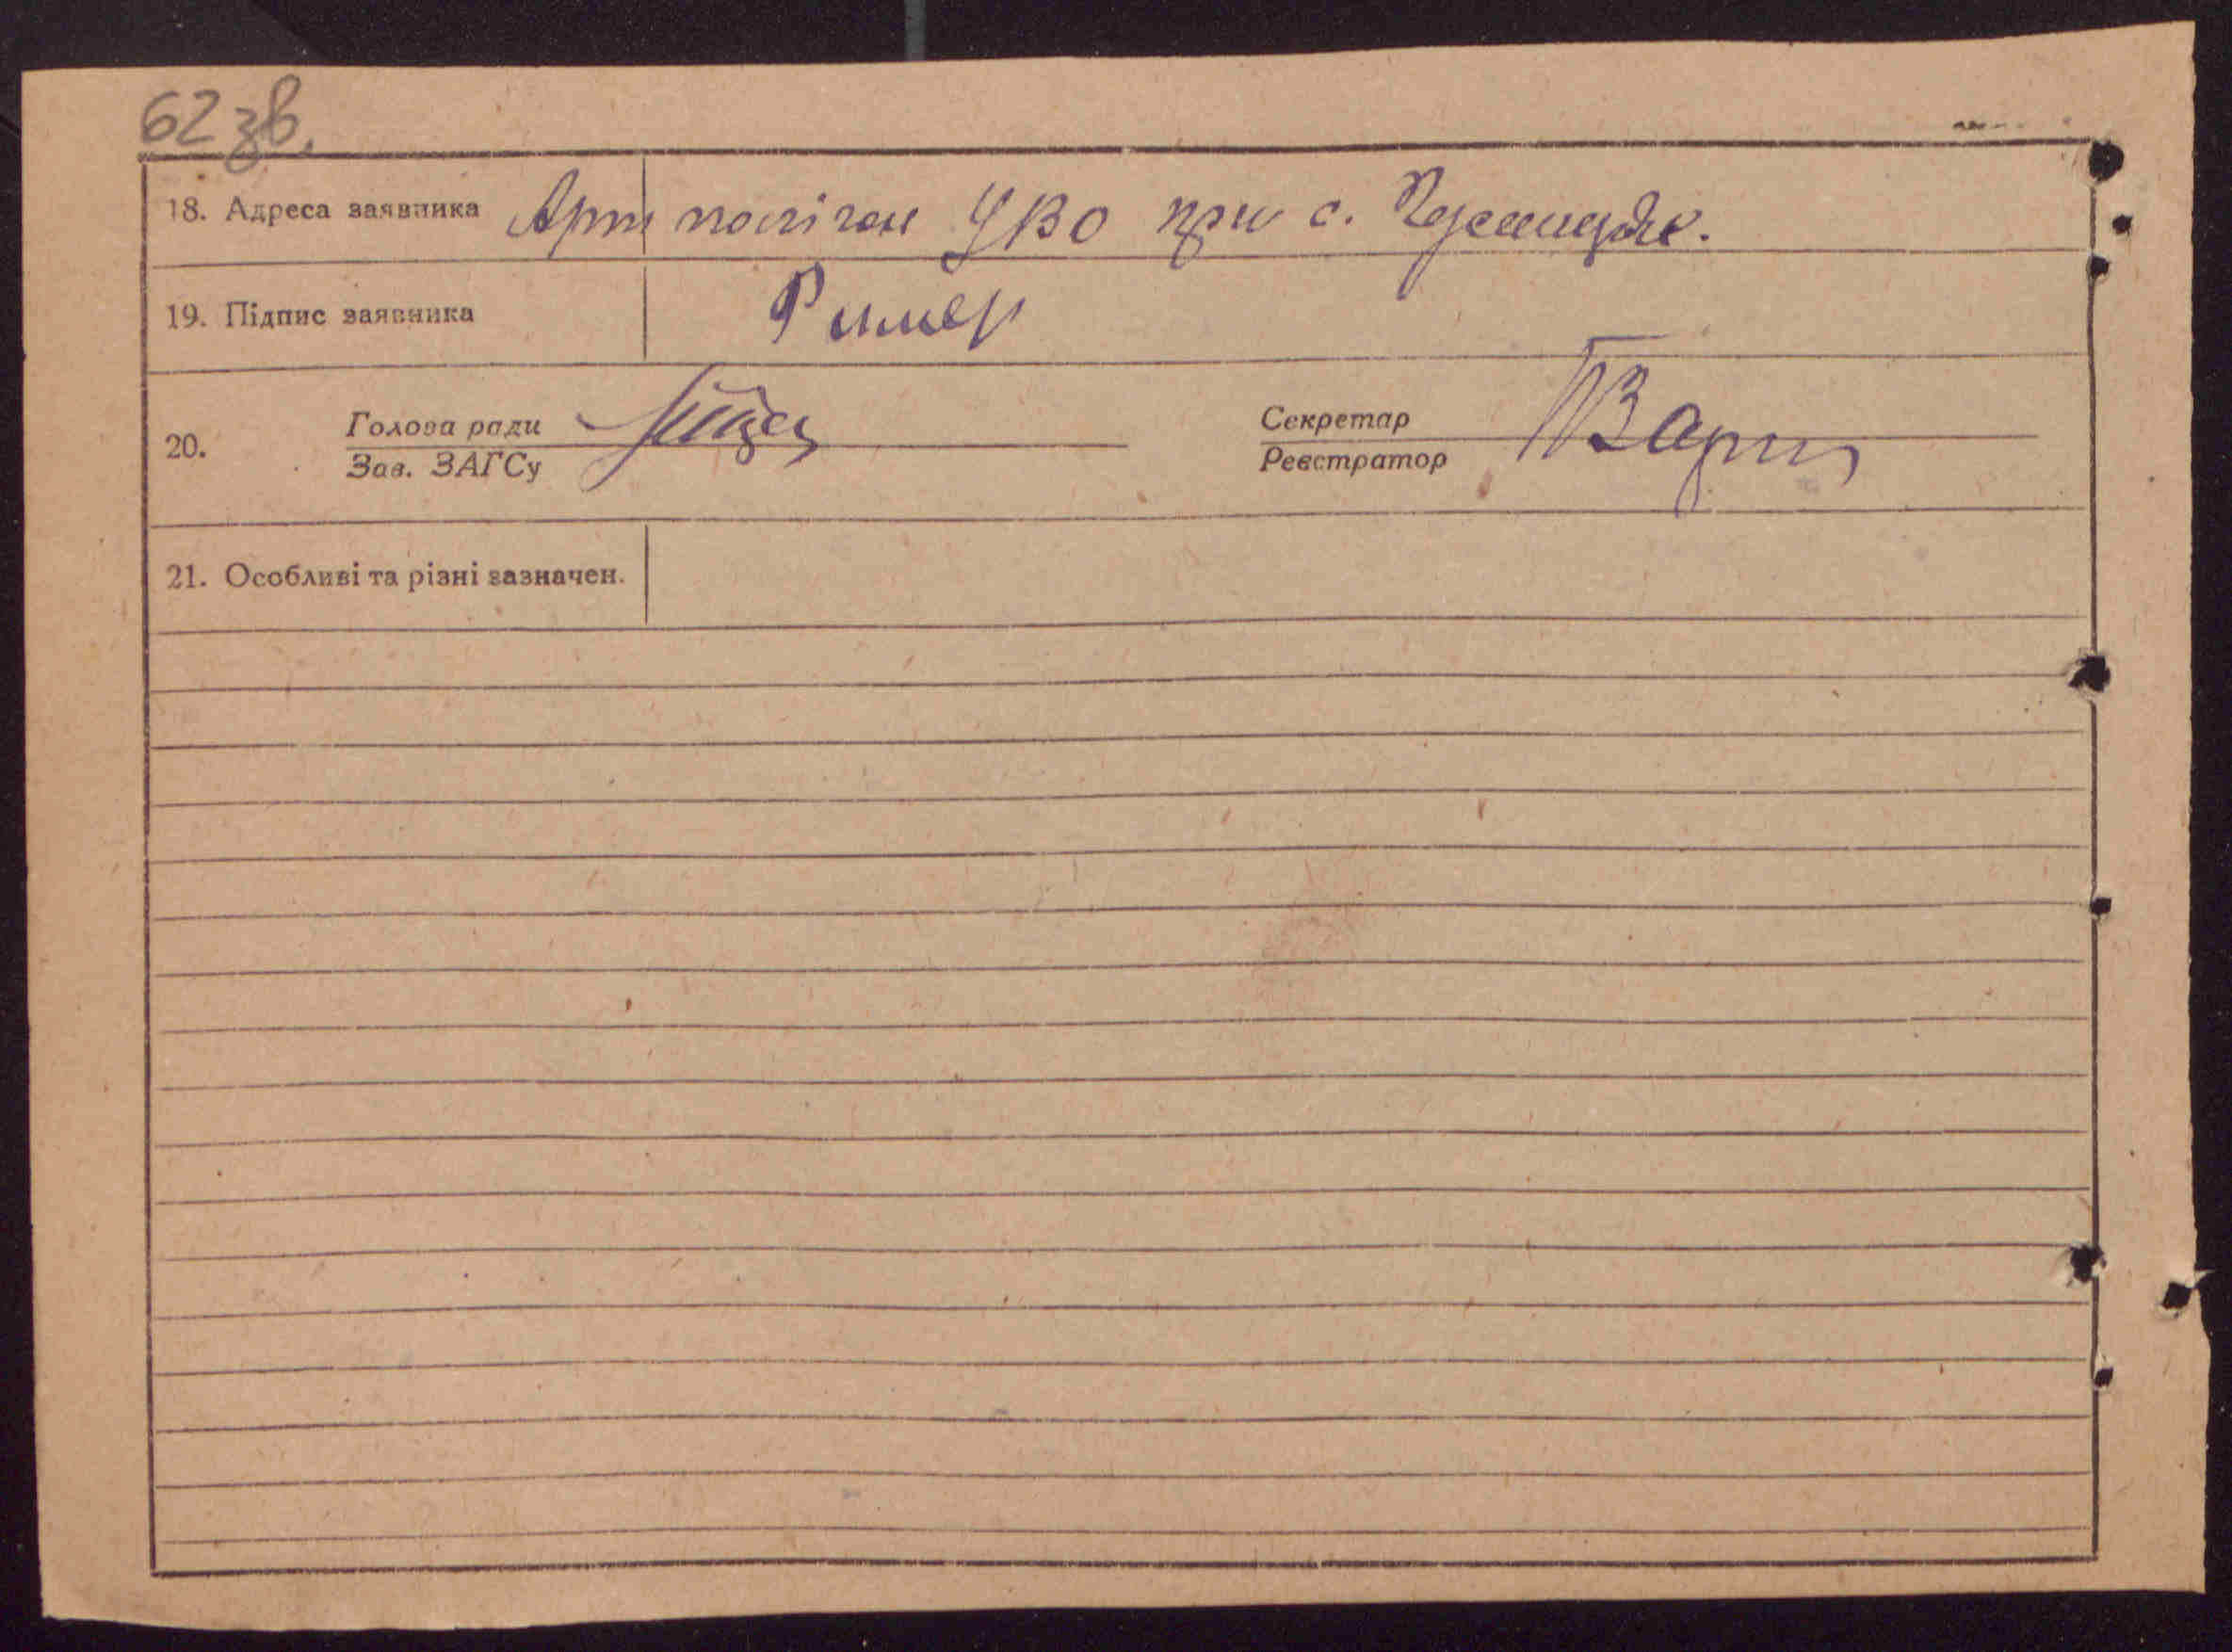 62 зв.
18. Адреса заявника Арт полігон УВО при с.
19. Підпис заявника
Голова ради Секретар
20.
Зав. ЗАГСу Реєстратор
21. Особливі та різні зазначен.